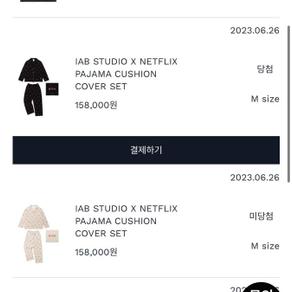 2023.06.26
IAB STUDIO X NETFLIX
PAJAMA CUSHION
COVER SET
당첨
158,000원
M size
결제하기
2023.06.26
IAB STUDIO X NETFLIX
PAJAMA CUSHION
COVER SET
미당첨
158,000원
M size